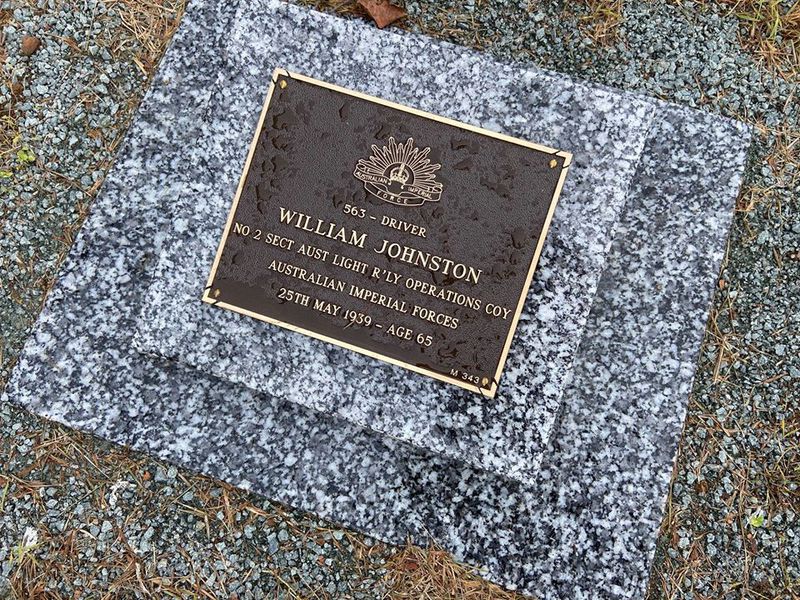 AUSTRALIAN IMPERIAL
FORCE
563 - DRIVER
WILLIAM JOHNSTON
NO 2 SECT AUST LIGHT R'LY OPERATIONS COY
AUSTRALIAN IMPERIAL FORCES
25TH MAY 1939 - AGE 65
M 343